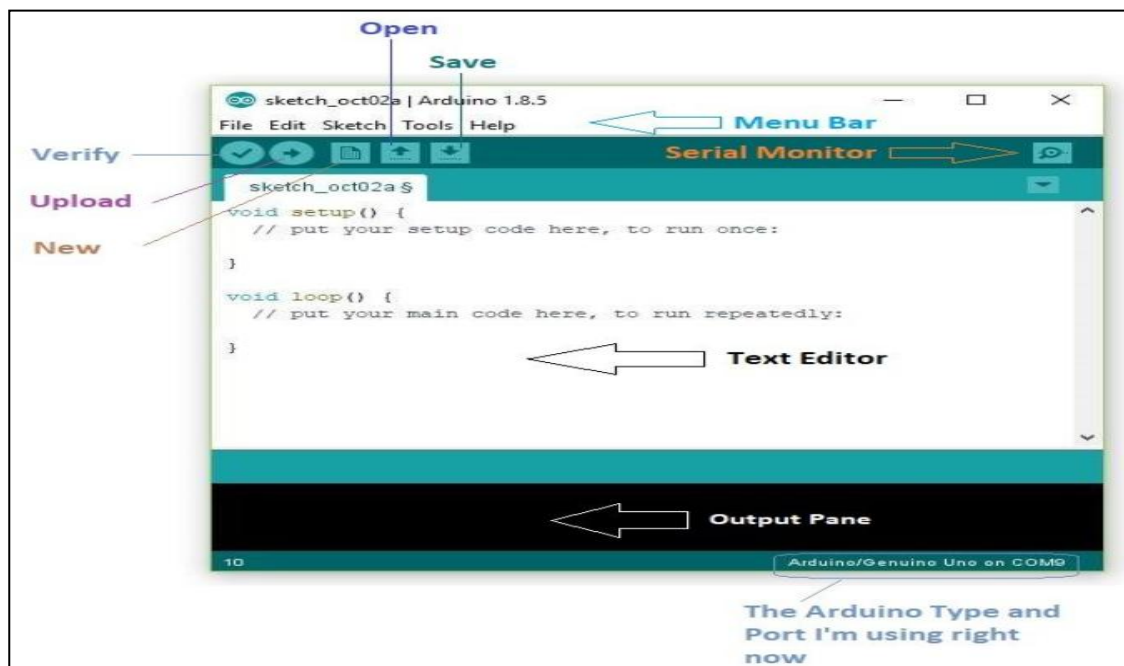 Open
Save
sketch_oct02a | Arduino 1.8.5
File Edit Sketch Tools Help
Menu Bar
Verify
Serial Monitor
Upload
sketch_oct02a §
New
void setup() {
// put your setup code here, to run once:
}
void loop() {
// put your main code here, to run repeatedly:
}
Text Editor
Output Pane
10
Arduino/Genuino Uno on COM9
The Arduino Type and
Port I'm using right
now